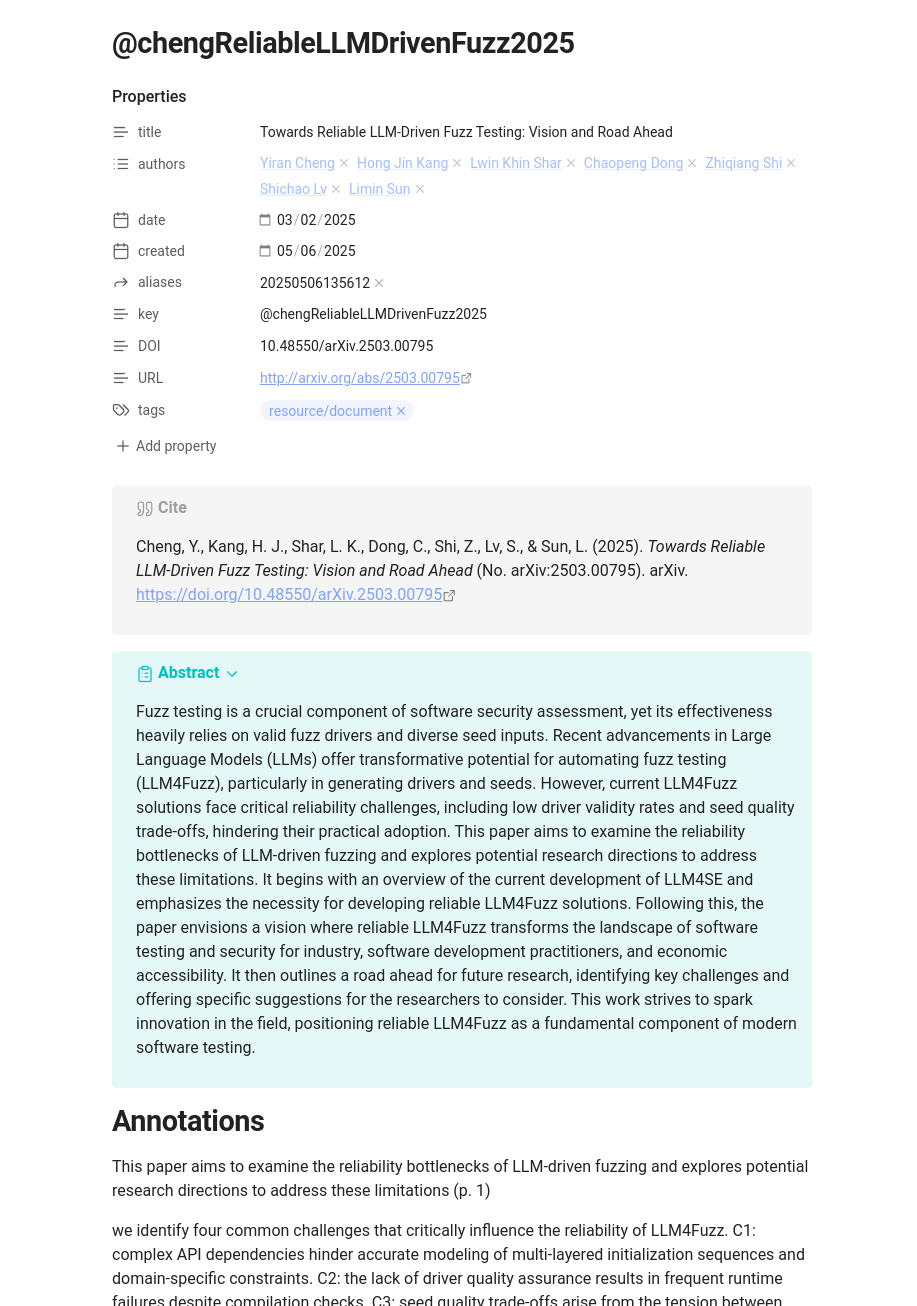 @chengReliableLLMDrivenFuzz2025
Properties
title Towards Reliable LLM-Driven Fuzz Testing: Vision and Road Ahead
authors Yiran Cheng × Hong Jin Kang × Lwin Khin Shar × Chaopeng Dong × Zhiqiang Shi ×
Shichao Lv × Limin Sun ×
date 03/02/2025
created 05/06/2025
aliases 20250506135612 ×
key @chengReliableLLMDrivenFuzz2025
DOI 10.48550/arXiv.2503.00795
URL http://arxiv.org/abs/2503.00795
tags resource/document ×
+ Add property
Cite
Cheng, Y., Kang, H. J., Shar, L. K., Dong, C., Shi, Z., Lv, S., & Sun, L. (2025). Towards Reliable
LLM-Driven Fuzz Testing: Vision and Road Ahead (No. arXiv:2503.00795). arXiv.
https://doi.org/10.48550/arXiv.2503.00795
Abstract
Fuzz testing is a crucial component of software security assessment, yet its effectiveness
heavily relies on valid fuzz drivers and diverse seed inputs. Recent advancements in Large
Language Models (LLMs) offer transformative potential for automating fuzz testing
(LLM4Fuzz), particularly in generating drivers and seeds. However, current LLM4Fuzz
solutions face critical reliability challenges, including low driver validity rates and seed quality
trade-offs, hindering their practical adoption. This paper aims to examine the reliability
bottlenecks of LLM-driven fuzzing and explores potential research directions to address
these limitations. It begins with an overview of the current development of LLM4SE and
emphasizes the necessity for developing reliable LLM4Fuzz solutions. Following this, the
paper envisions a vision where reliable LLM4Fuzz transforms the landscape of software
testing and security for industry, software development practitioners, and economic
accessibility. It then outlines a road ahead for future research, identifying key challenges and
offering specific suggestions for the researchers to consider. This work strives to spark
innovation in the field, positioning reliable LLM4Fuzz as a fundamental component of modern
software testing.
Annotations
This paper aims to examine the reliability bottlenecks of LLM-driven fuzzing and explores potential
research directions to address these limitations (p. 1)
we identify four common challenges that critically influence the reliability of LLM4Fuzz. C1:
complex API dependencies hinder accurate modeling of multi-layered initialization sequences and
domain-specific constraints. C2: the lack of driver quality assurance results in frequent runtime
failures despite compilation checks. C3: seed quality trade-offs arise from the tension between